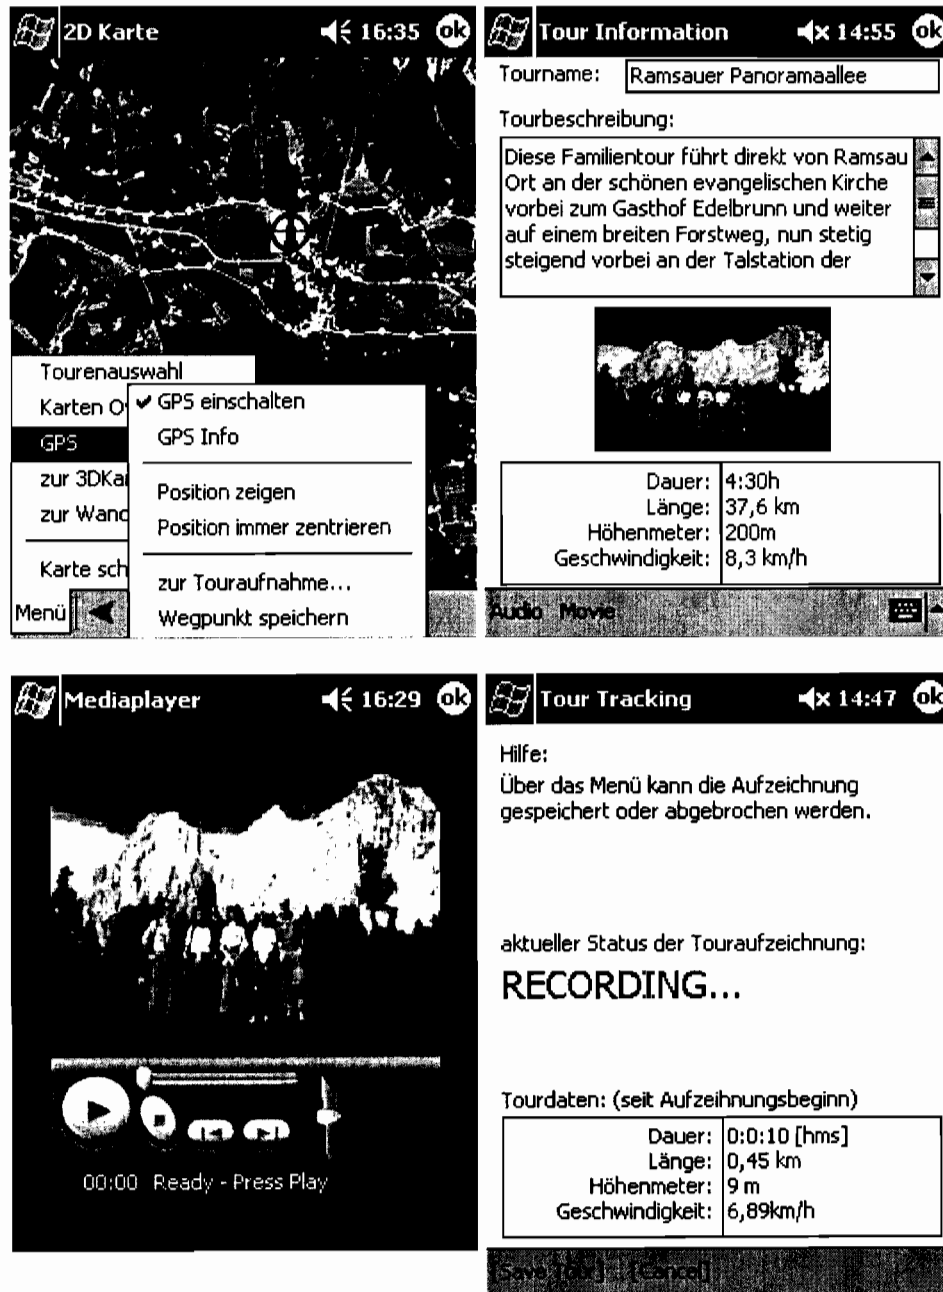 2D Karte 16:35 ok
Tourenauswahl
Karten O
GPS
zur 3DKa
zur Wand
Karte sch
Menü
GPS einschalten
GPS Info
Position zeigen
Position immer zentrieren
zur Touraufnahme...
Wegpunkt speichern
Tour Information 14:55 ok
Tourname: Ramsauer Panoramaallee
Tourbeschreibung:
Diese Familientour führt direkt von Ramsau
Ort an der schönen evangelischen Kirche
vorbei zum Gasthof Edelbrunn und weiter
auf einem breiten Forstweg, nun stetig
steigend vorbei an der Talstation der
Dauer: 4:30h
Länge: 37,6 km
Höhenmeter: 200m
Geschwindigkeit: 8,3 km/h
Audio Movie
Mediaplayer 16:29 ok
00:00 Ready - Press Play
Tour Tracking 14:47 ok
Hilfe:
Über das Menü kann die Aufzeichnung
gespeichert oder abgebrochen werden.
aktueller Status der Touraufzeichnung:
RECORDING...
Tourdaten: (seit Aufzeihnungsbeginn)
Dauer: 0:0:10 [hms]
Länge: 0,45 km
Höhenmeter: 9 m
Geschwindigkeit: 6,89km/h
[Save Tour] [Cancel]